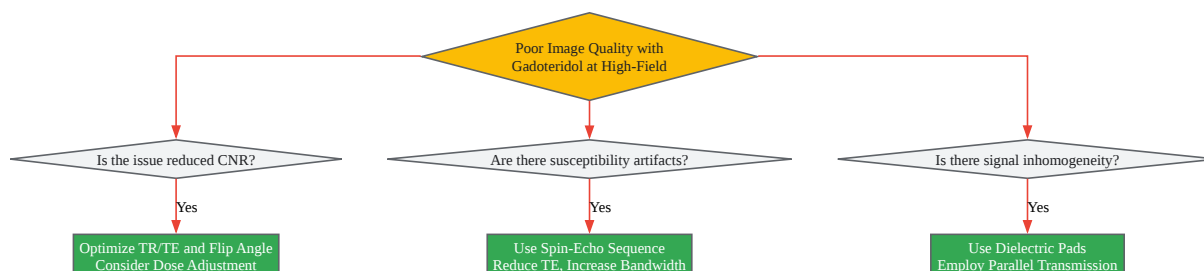 Poor Image Quality with
Gadoteridol at High-Field
Is the issue reduced CNR?
Are there susceptibility artifacts?
Is there signal inhomogeneity?
Yes
Yes
Yes
Optimize TR/TE and Flip Angle
Consider Dose Adjustment
Use Spin-Echo Sequence
Reduce TE, Increase Bandwidth
Use Dielectric Pads
Employ Parallel Transmission